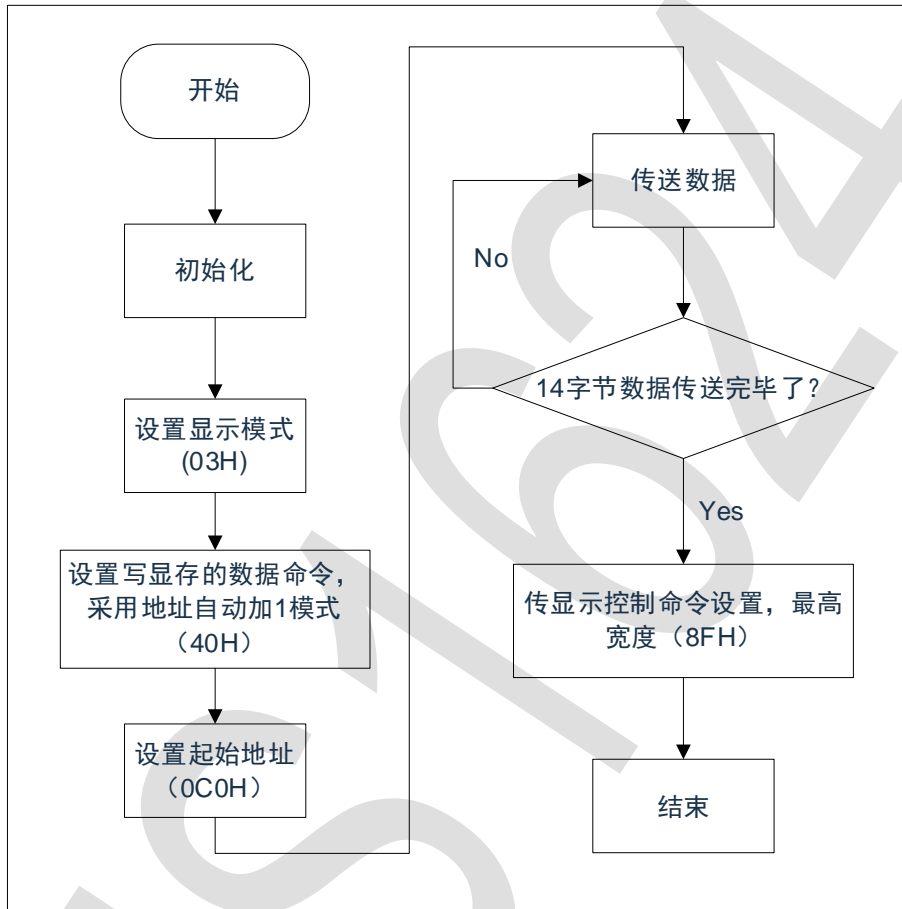 开始
初始化
设置显示模式
(03H)
设置写显存的数据命令，
采用地址自动加1模式
（40H）
设置起始地址
（0C0H）
传送数据
No
14字节数据传送完毕了?
Yes
传显示控制命令设置，最高
宽度（8FH）
结束